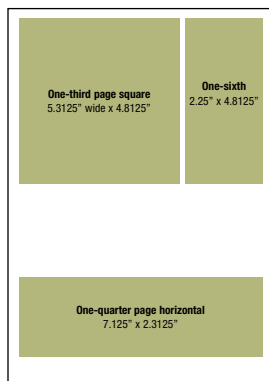 One-third page square
5.3125” wide x 4.8125”
One-sixth
2.25” x 4.8125”
One-quarter page horizontal
7.125” x 2.3125”